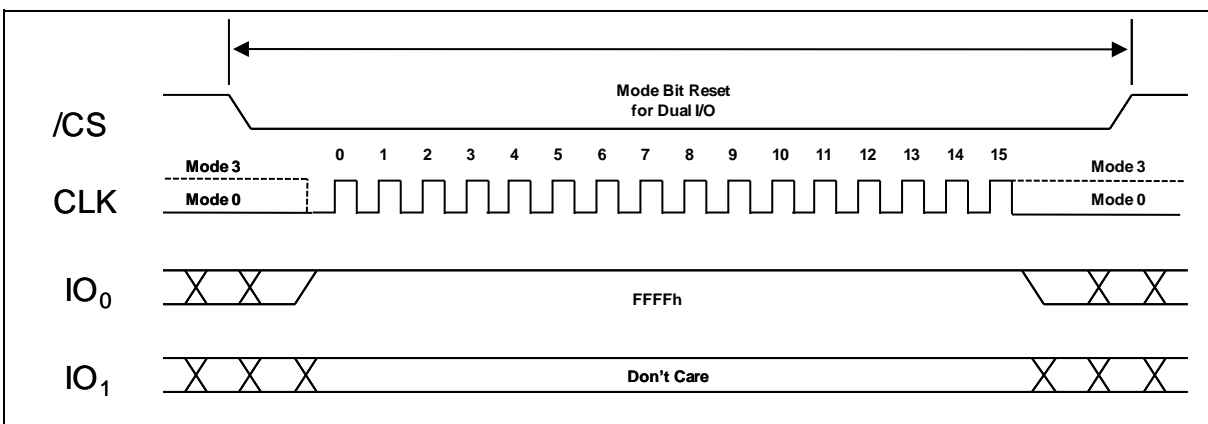 Mode Bit Reset
for Dual I/O
/CS
0 1 2 3 4 5 6 7 8 9 10 11 12 13 14 15
Mode 3
Mode 3
CLK
Mode 0
Mode 0
IO₀
FFFFh
IO₁
Don't Care